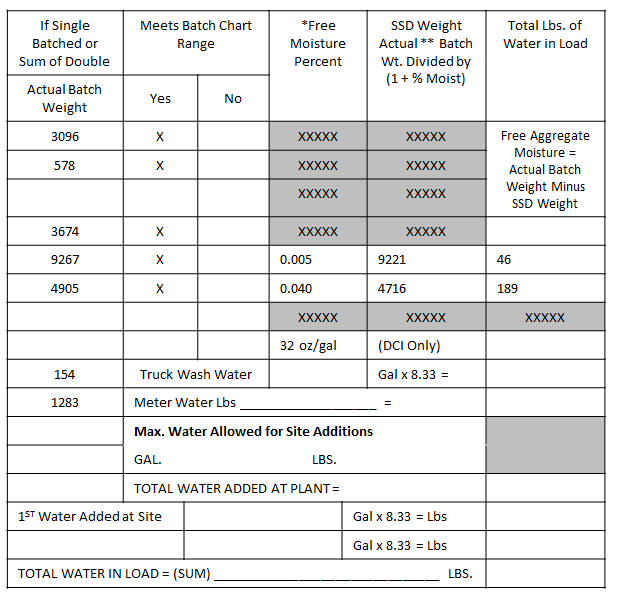 If Single Batched or Sum of Double
Meets Batch Chart Range
*Free Moisture Percent
SSD Weight Actual ** Batch Wt. Divided by (1 + % Moist)
Total Lbs. of Water in Load
Actual Batch Weight
Yes
No
3096 X XXXXX XXXXX
Free Aggregate Moisture = Actual Batch Weight Minus SSD Weight
578 X XXXXX XXXXX
XXXXX XXXXX
3674 X XXXXX XXXXX
9267 X 0.005 9221 46
4905 X 0.040 4716 189
XXXXX XXXXX XXXXX
32 oz/gal (DCI Only)
154 Truck Wash Water Gal x 8.33 =
1283 Meter Water Lbs ___________________ =
Max. Water Allowed for Site Additions
GAL. LBS.
TOTAL WATER ADDED AT PLANT =
1ST Water Added at Site Gal x 8.33 = Lbs
Gal x 8.33 = Lbs
TOTAL WATER IN LOAD = (SUM) ______________________________ LBS.